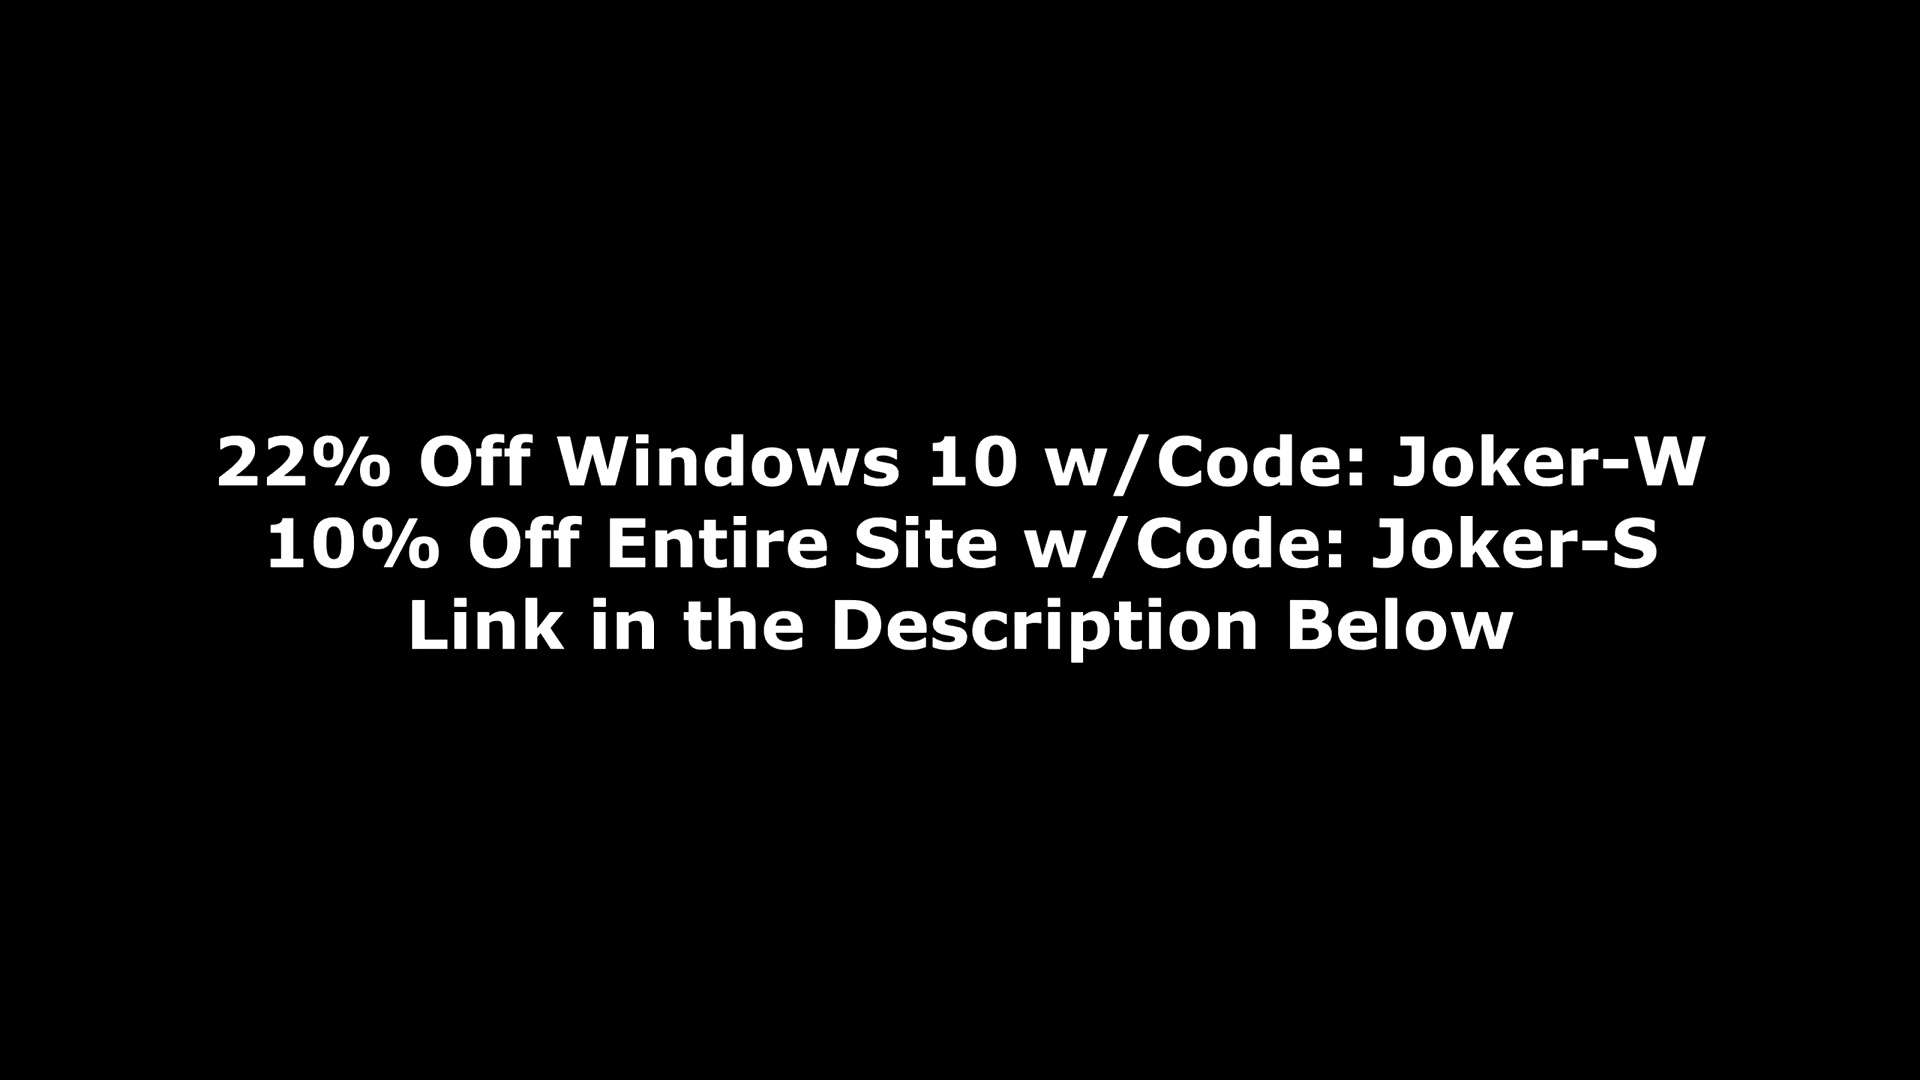 22% Off Windows 10 w/Code: Joker-W
10% Off Entire Site w/Code: Joker-S
Link in the Description Below